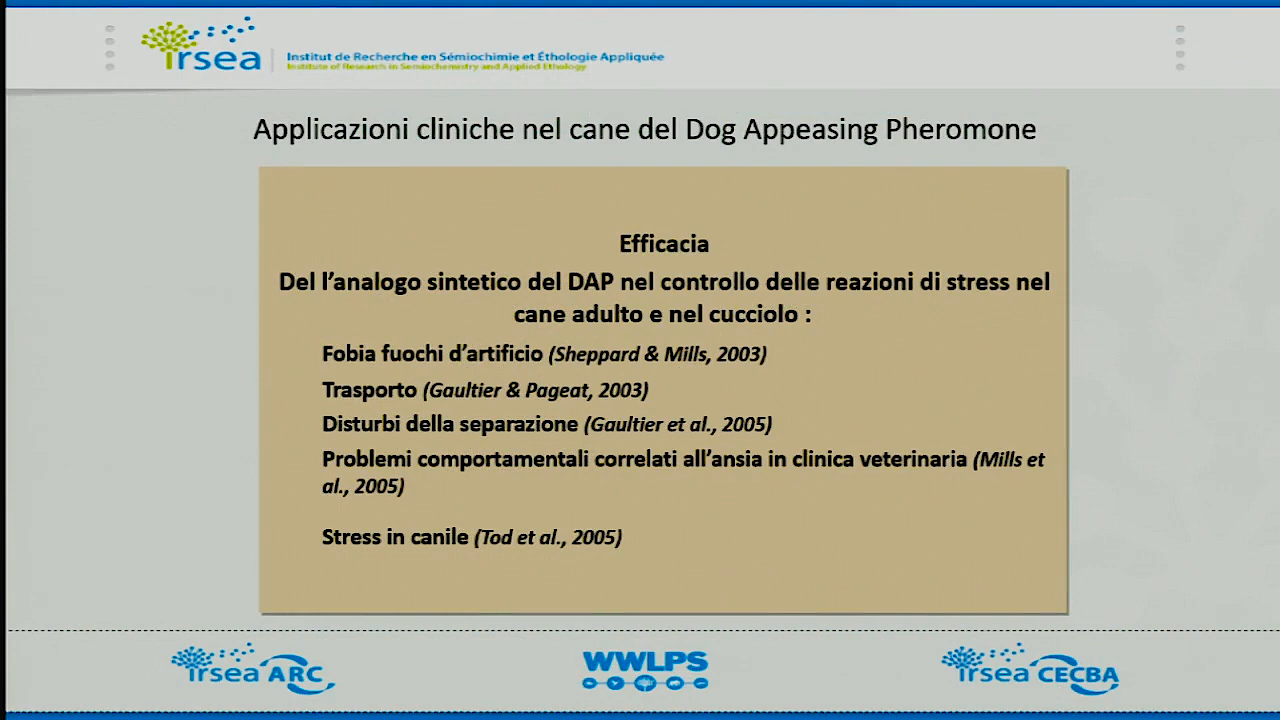 irsea
Institut de Recherche en Sémiochimie et Éthologie Appliquée
Institute of Research in Semiochemistry and Applied Ethology
Applicazioni cliniche nel cane del Dog Appeasing Pheromone
Efficacia
Del l’analogo sintetico del DAP nel controllo delle reazioni di stress nel
cane adulto e nel cucciolo :
Fobia fuochi d’artificio (Sheppard & Mills, 2003)
Trasporto (Gaultier & Pageat, 2003)
Disturbi della separazione (Gaultier et al., 2005)
Problemi comportamentali correlati all’ansia in clinica veterinaria (Mills et
al., 2005)
Stress in canile (Tod et al., 2005)
irsea ARC
WWLPS
irsea CECBA